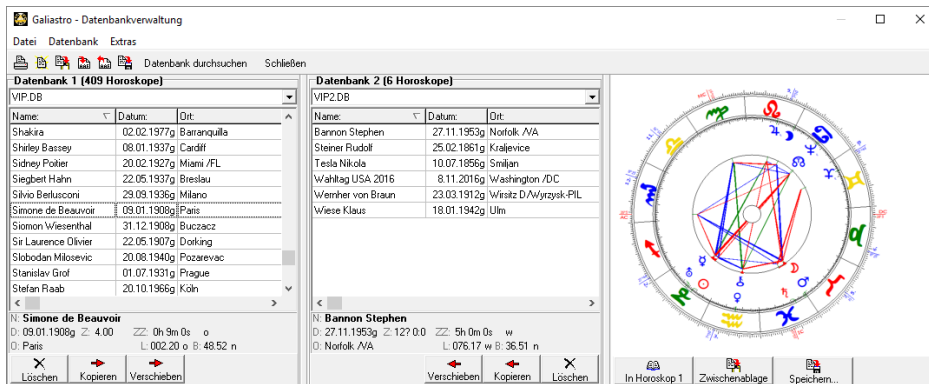 Galiastro - Datenbankverwaltung
Datei Datenbank Extras
Datenbank durchsuchen Schließen
Datenbank 1 (409 Horoskope)
VIP.DB
Name: Datum: Ort:
Shakira 02.02.1977g Barranquilla
Shirley Bassey 08.01.1937g Cardiff
Sidney Poitier 20.02.1927g Miami /FL
Siegbert Hahn 22.05.1937g Breslau
Silvio Berlusconi 29.09.1936g Milano
Simone de Beauvoir 09.01.1908g Paris
Siomon Wiesenthal 31.12.1908g Buczacz
Sir Laurence Olivier 22.05.1907g Dorking
Slobodan Milosevic 20.08.1940g Pozarevac
Stanislav Grof 01.07.1931g Prague
Stefan Raab 20.10.1966g Köln
N: Simone de Beauvoir
D: 09.01.1908g Z: 4.00 ZZ: 0h 9m 0s o
O: Paris L: 002.20 o B: 48.52 n
Löschen Kopieren Verschieben
Datenbank 2 (6 Horoskope)
VIP2.DB
Name: Datum: Ort:
Bannon Stephen 27.11.1953g Norfolk /VA
Steiner Rudolf 25.02.1861g Kraljevice
Tesla Nikola 10.07.1856g Smiljan
Wahltag USA 2016 8.11.2016g Washington /DC
Wernher von Braun 23.03.1912g Wirsitz D/Wyrzysk-PIL
Wiese Klaus 18.01.1942g Ulm
N: Bannon Stephen
D: 27.11.1953g Z: 12? 0:0 ZZ: 5h 0m 0s w
O: Norfolk /VA L: 076.17 w B: 36.51 n
Verschieben Kopieren Löschen
In Horoskop 1 Zwischenablage Speichern...